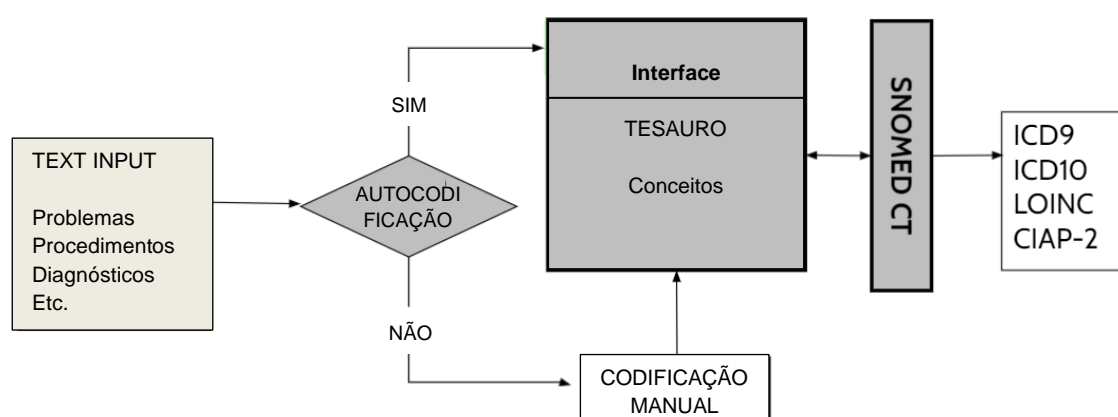 TEXT INPUT
Problemas
Procedimentos
Diagnósticos
Etc.
SIM
AUTOCODI
FICAÇÃO
NÃO
Interface
TESAURO
Conceitos
CODIFICAÇÃO
MANUAL
SNOMED CT
ICD9
ICD10
LOINC
CIAP-2